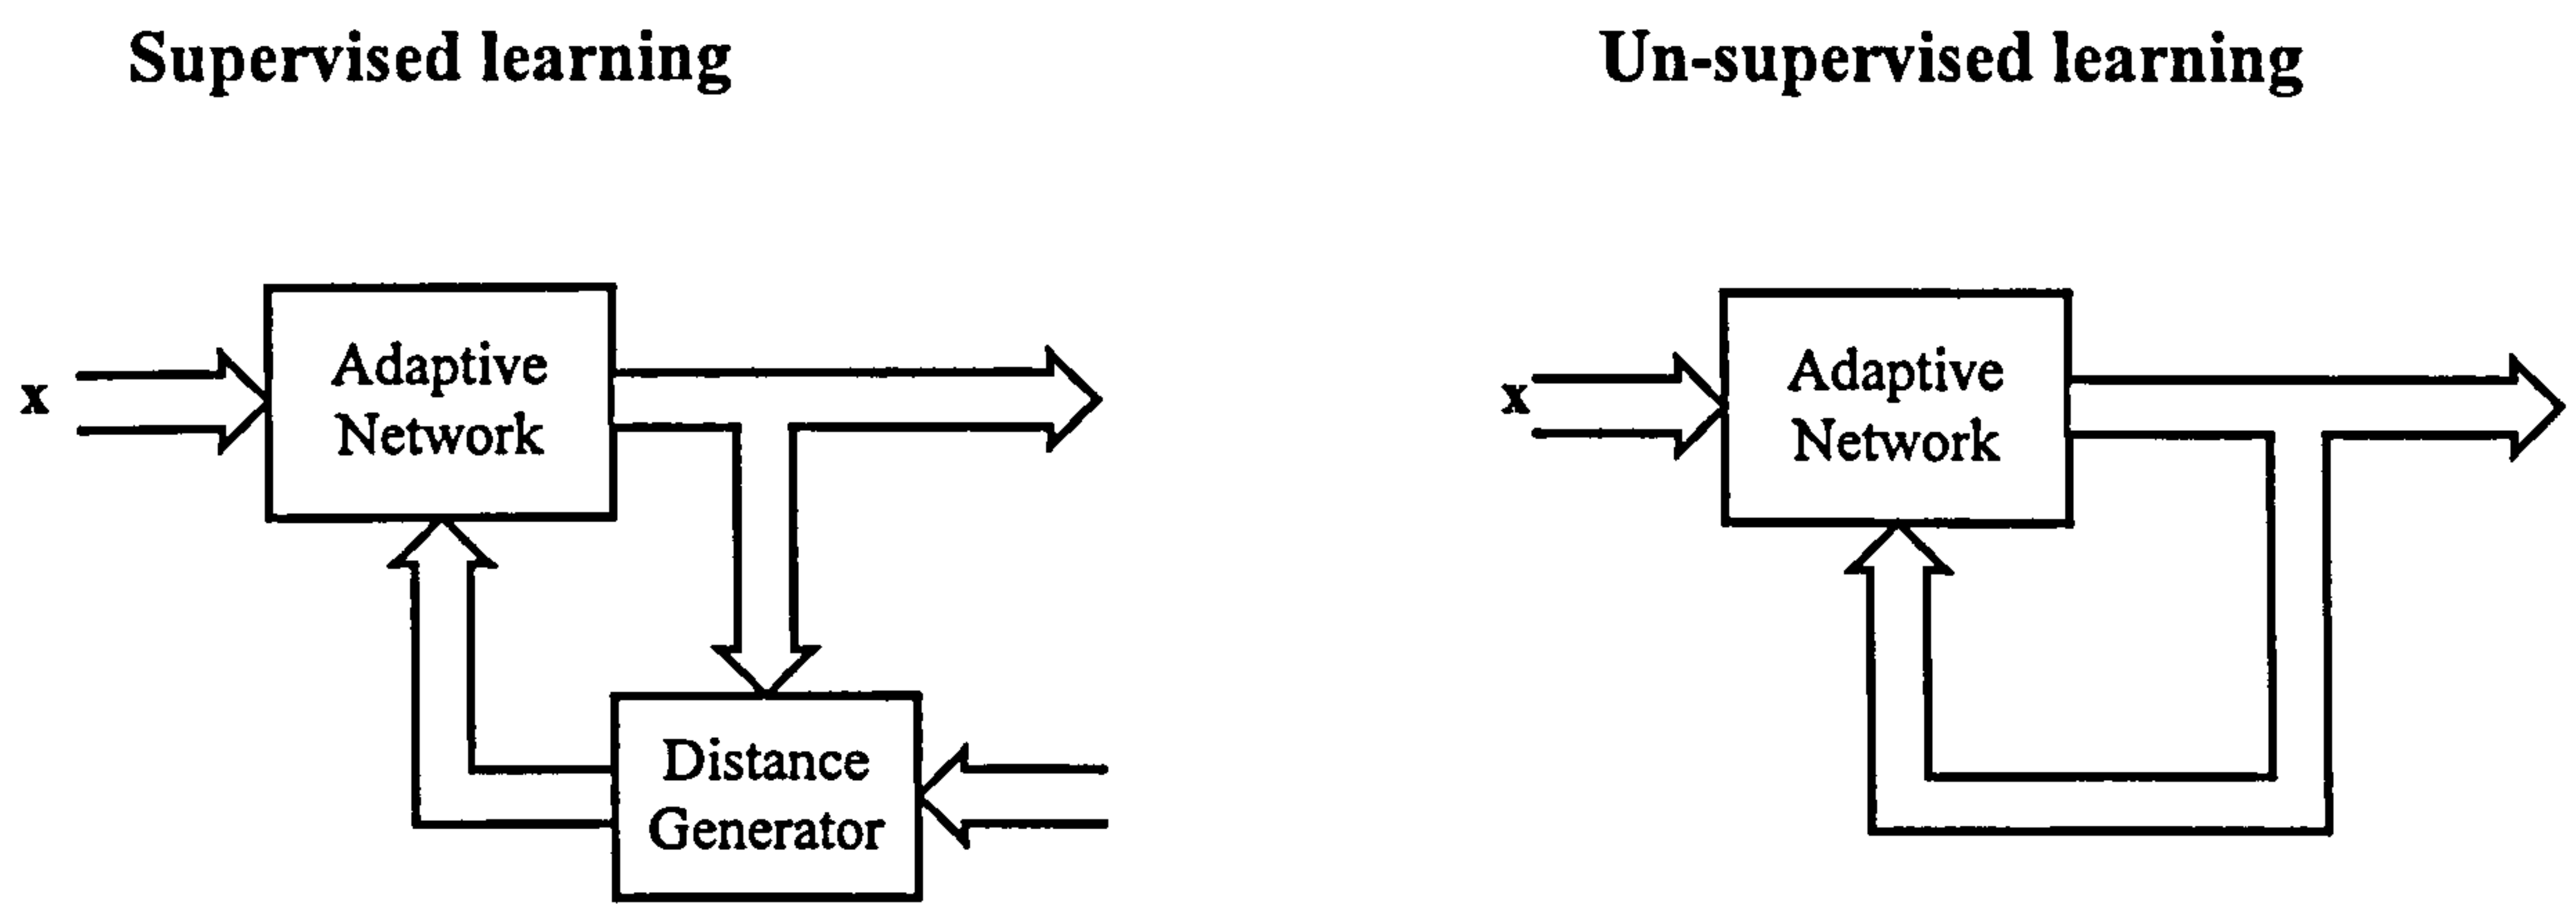 Supervised learning
x
Adaptive
Network
Distance
Generator
Un-supervised learning
x
Adaptive
Network